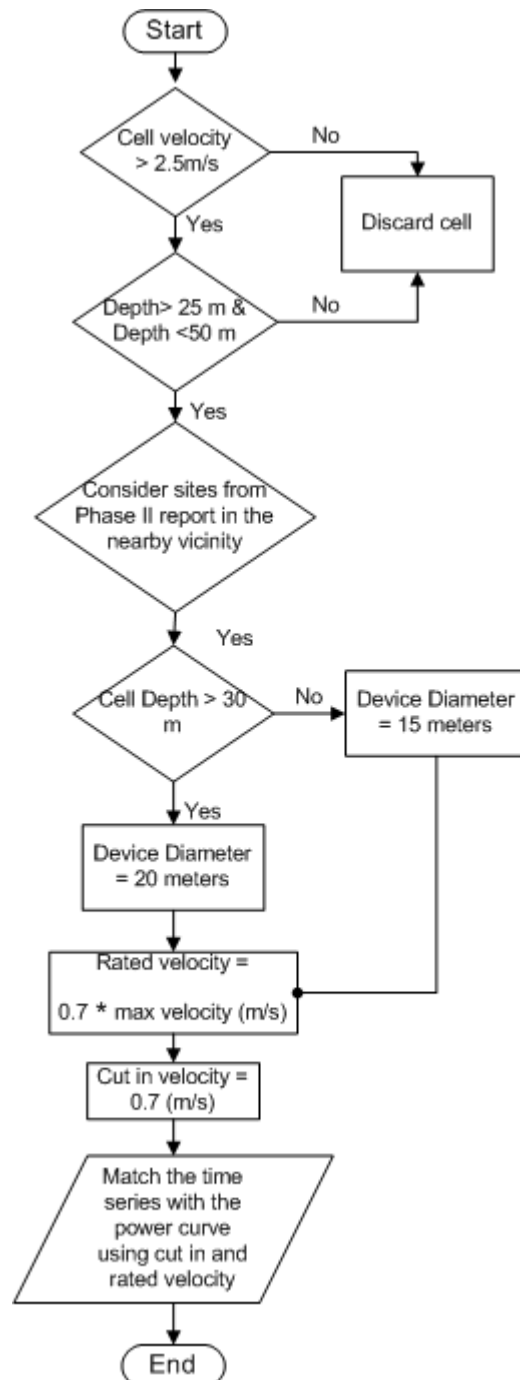 Start
Cell velocity
> 2.5m/s
No
Discard cell
Yes
Depth> 25 m &
Depth <50 m
No
Yes
Consider sites from
Phase II report in the
nearby vicinity
Yes
Cell Depth > 30
m
No
Device Diameter
= 15 meters
Yes
Device Diameter
= 20 meters
Rated velocity =
0.7 * max velocity (m/s)
Cut in velocity =
0.7 (m/s)
Match the time
series with the
power curve
using cut in and
rated velocity
End